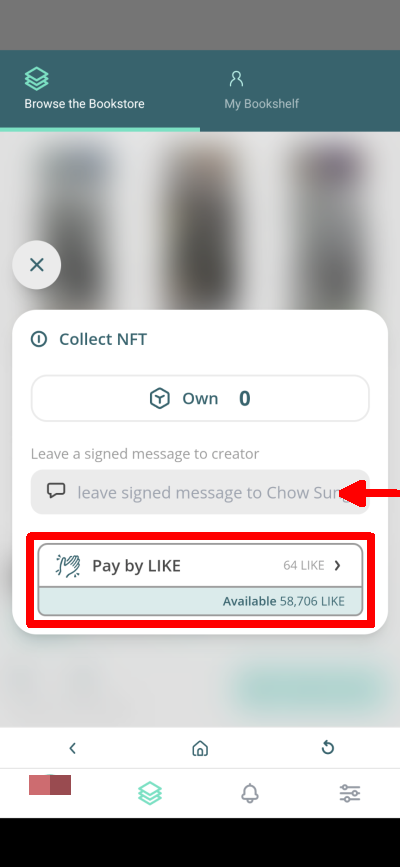 Browse the Bookstore
My Bookshelf
Collect NFT
Own 0
Leave a signed message to creator
leave signed message to Chow
Pay by LIKE
64 LIKE
Available 58,706 LIKE